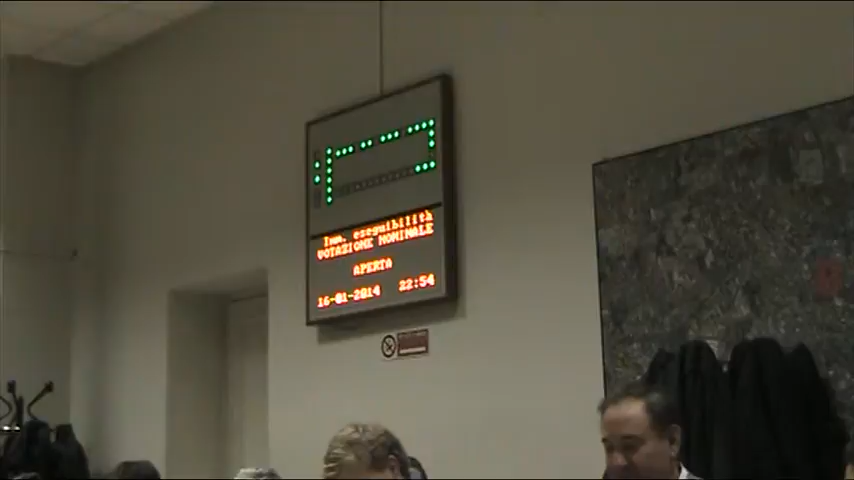 Imm. eseguibilità
VOTAZIONE NOMINALE
APERTA
16-01-2014 22:54